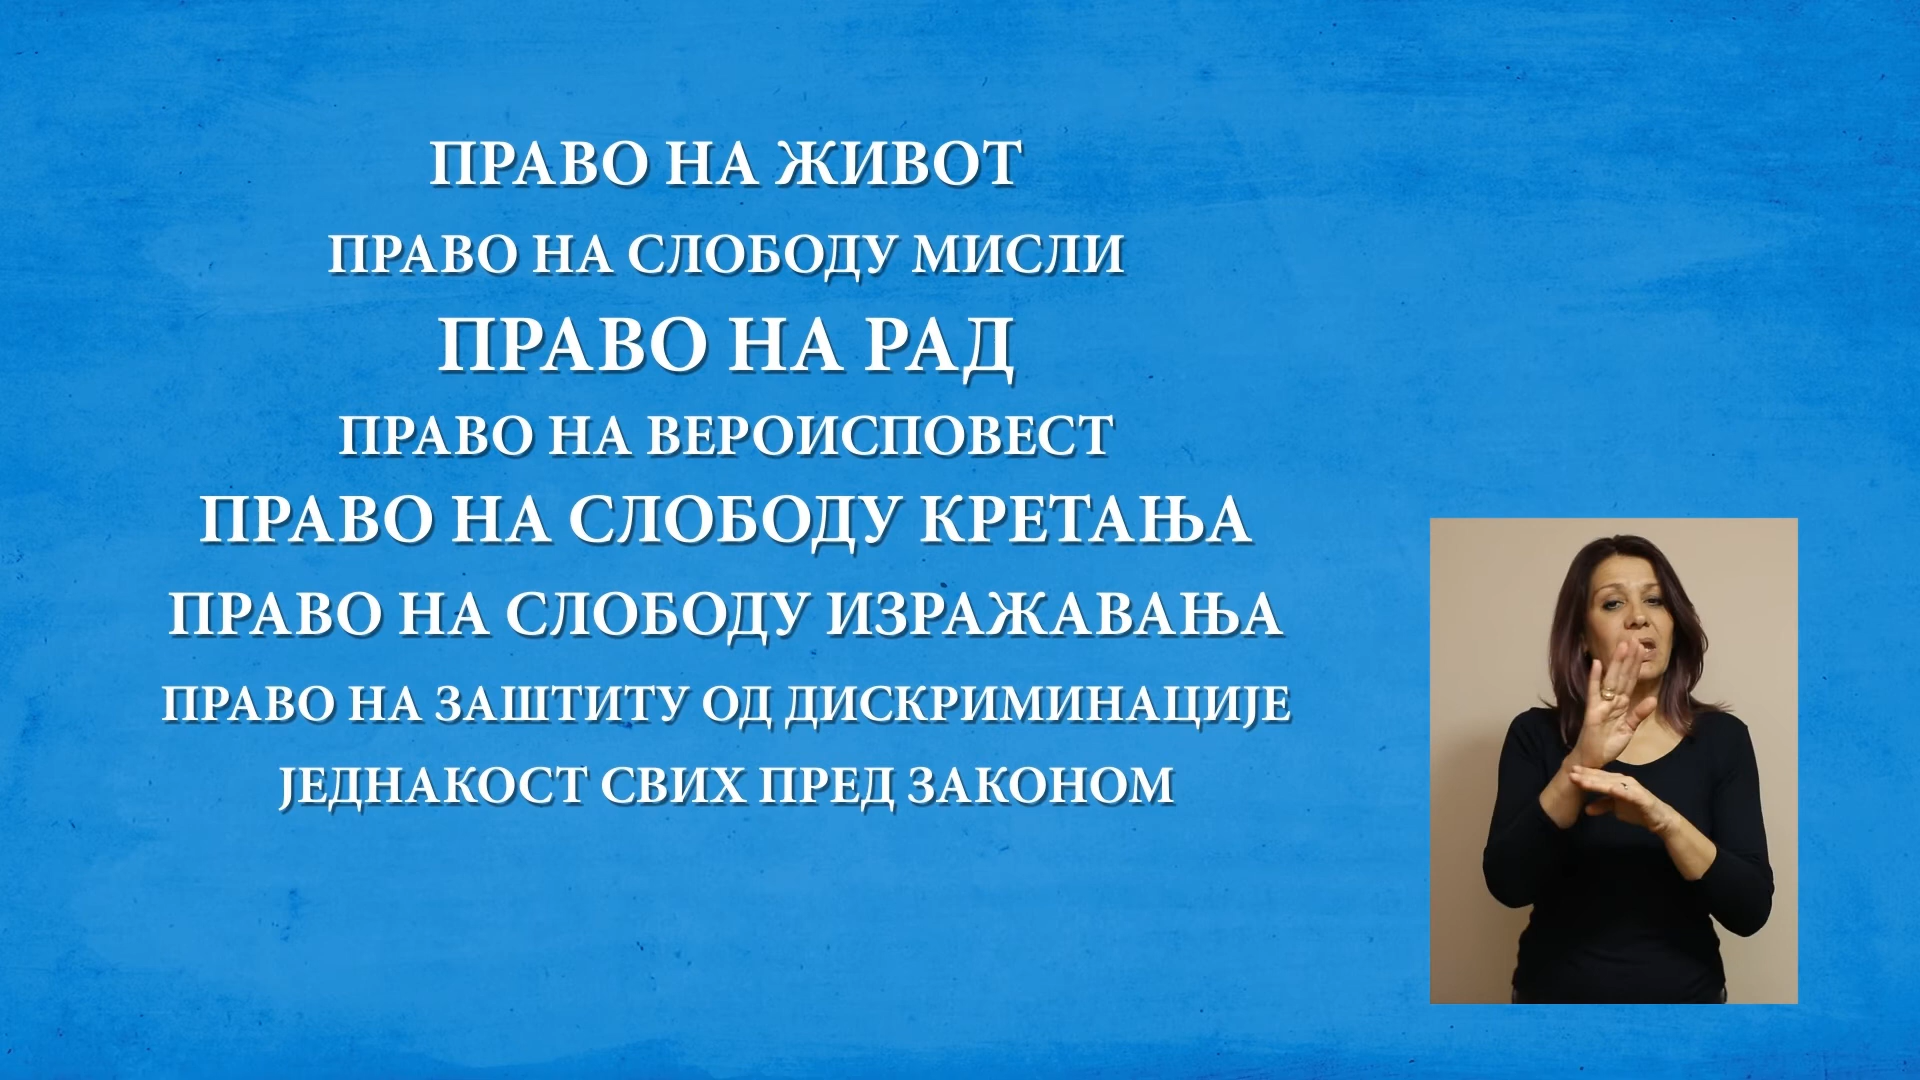 ПРАВО НА ЖИВОТ
ПРАВО НА СЛОБОДУ МИСЛИ
ПРАВО НА РАД
ПРАВО НА ВЕРОИСПОВЕСТ
ПРАВО НА СЛОБОДУ КРЕТАЊА
ПРАВО НА СЛОБОДУ ИЗРАЖАВАЊА
ПРАВО НА ЗАШТИТУ ОД ДИСКРИМИНАЦИЈЕ
ЈЕДНАКОСТ СВИХ ПРЕД ЗАКОНОМ